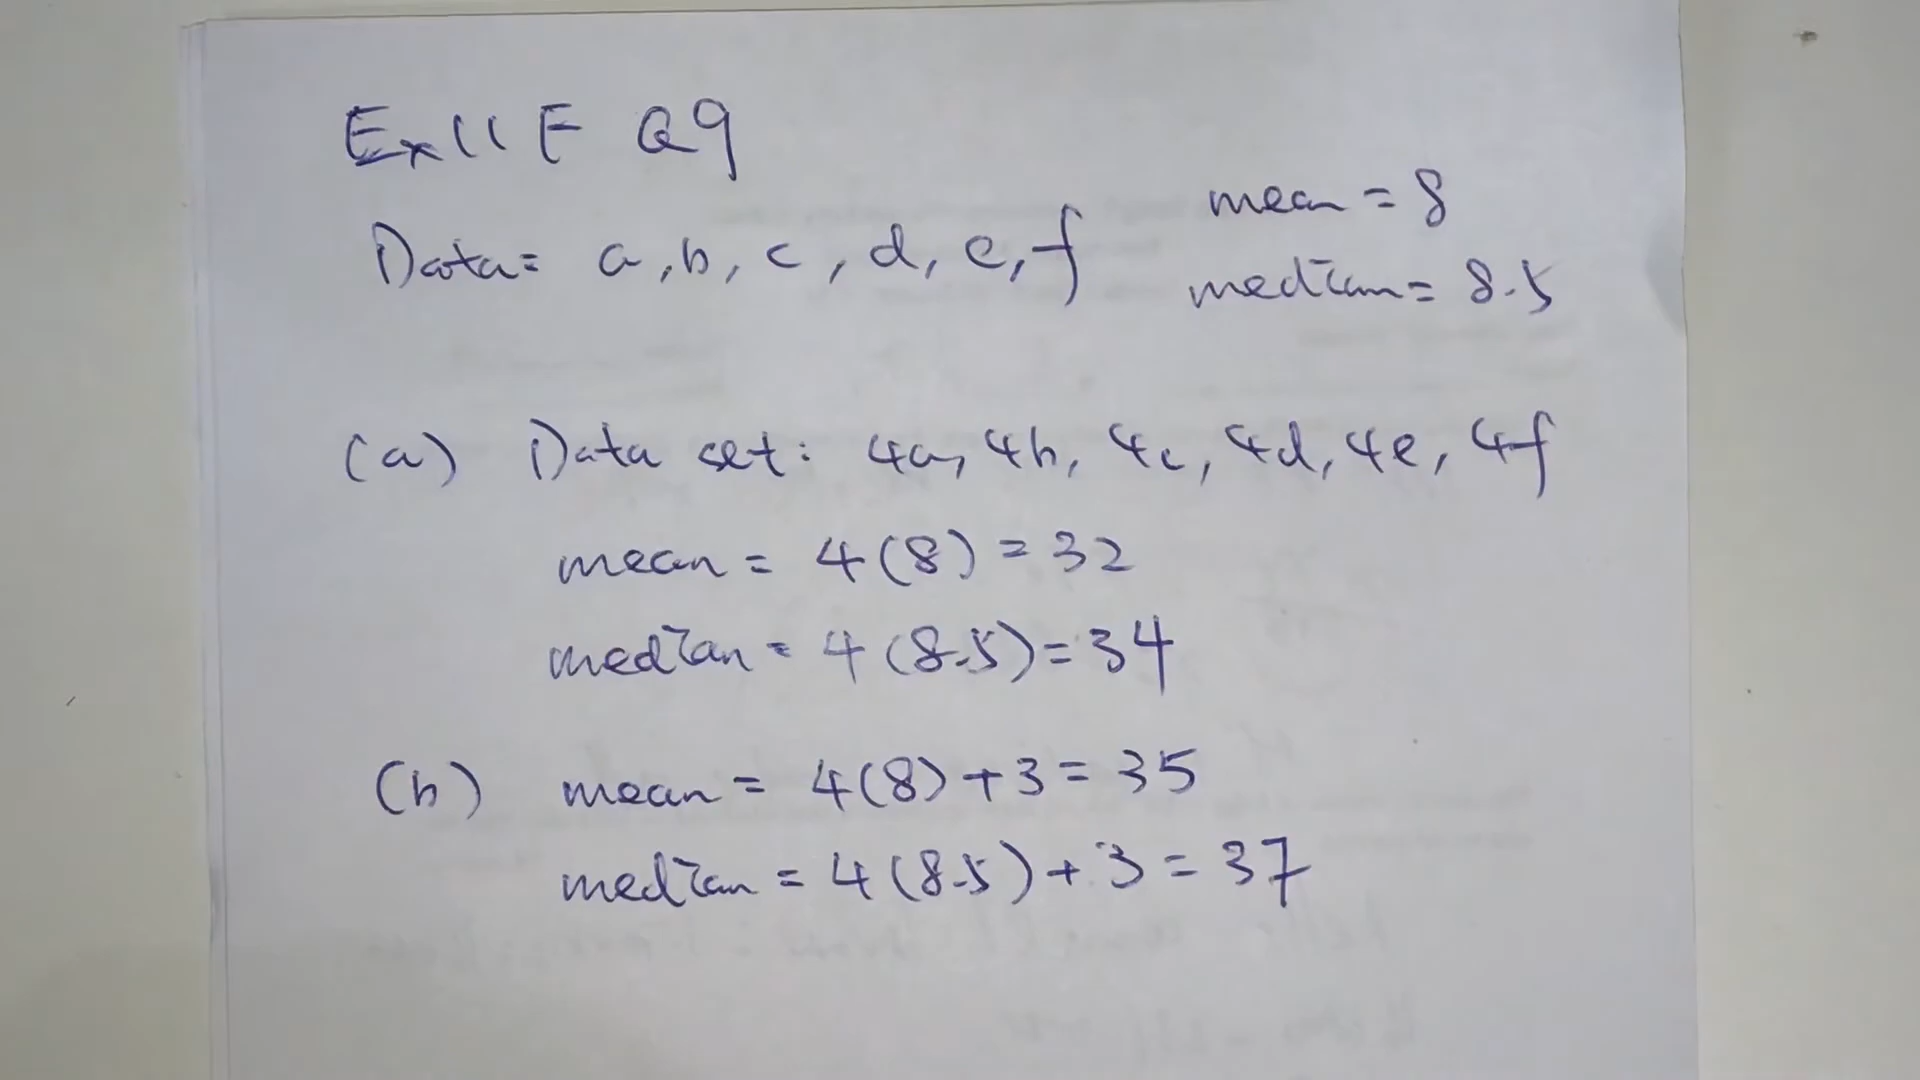 Ex11F Q9
Data= a, b, c, d, e, f
mean = 8
median = 8.5
(a) Data set: 4a, 4b, 4c, 4d, 4e, 4f
mean = 4(8) = 32
median = 4(8.5) = 34
(b) mean = 4(8)+3 = 35
median = 4(8.5)+3 = 37